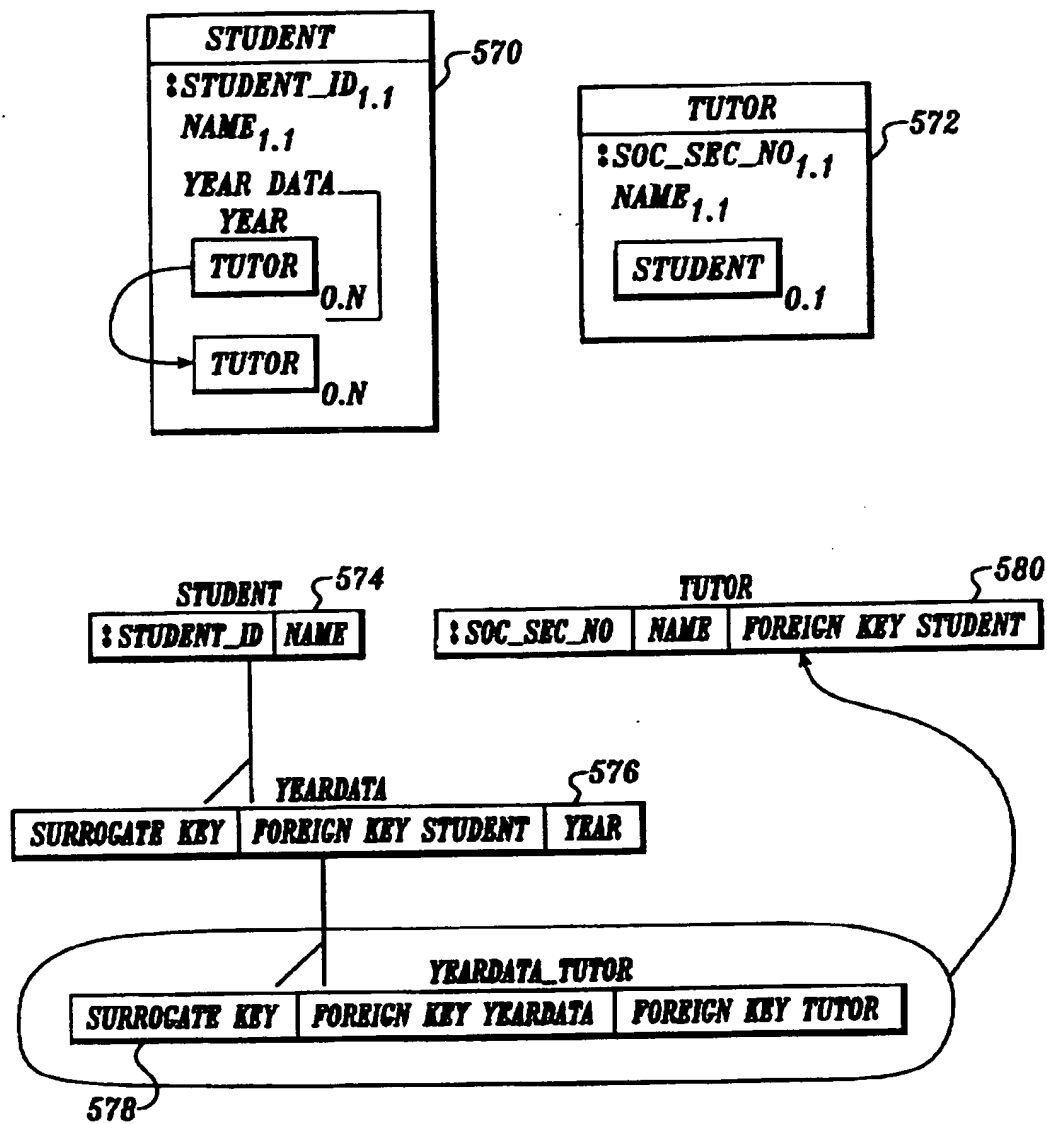 STUDENT
570
:STUDENT_ID1.1
NAME1.1
YEAR DATA
YEAR
TUTOR
0.N
TUTOR
0.N
TUTOR
572
:SOC_SEC_NO1.1
NAME1.1
STUDENT
0.1
STUDENT
574
:STUDENT_ID NAME
TUTOR
580
:SOC_SEC_NO NAME FOREIGN KEY STUDENT
YEARDATA
576
SURROGATE KEY FOREIGN KEY STUDENT YEAR
YEARDATA_TUTOR
SURROGATE KEY FOREIGN KEY YEARDATA FOREIGN KEY TUTOR
578